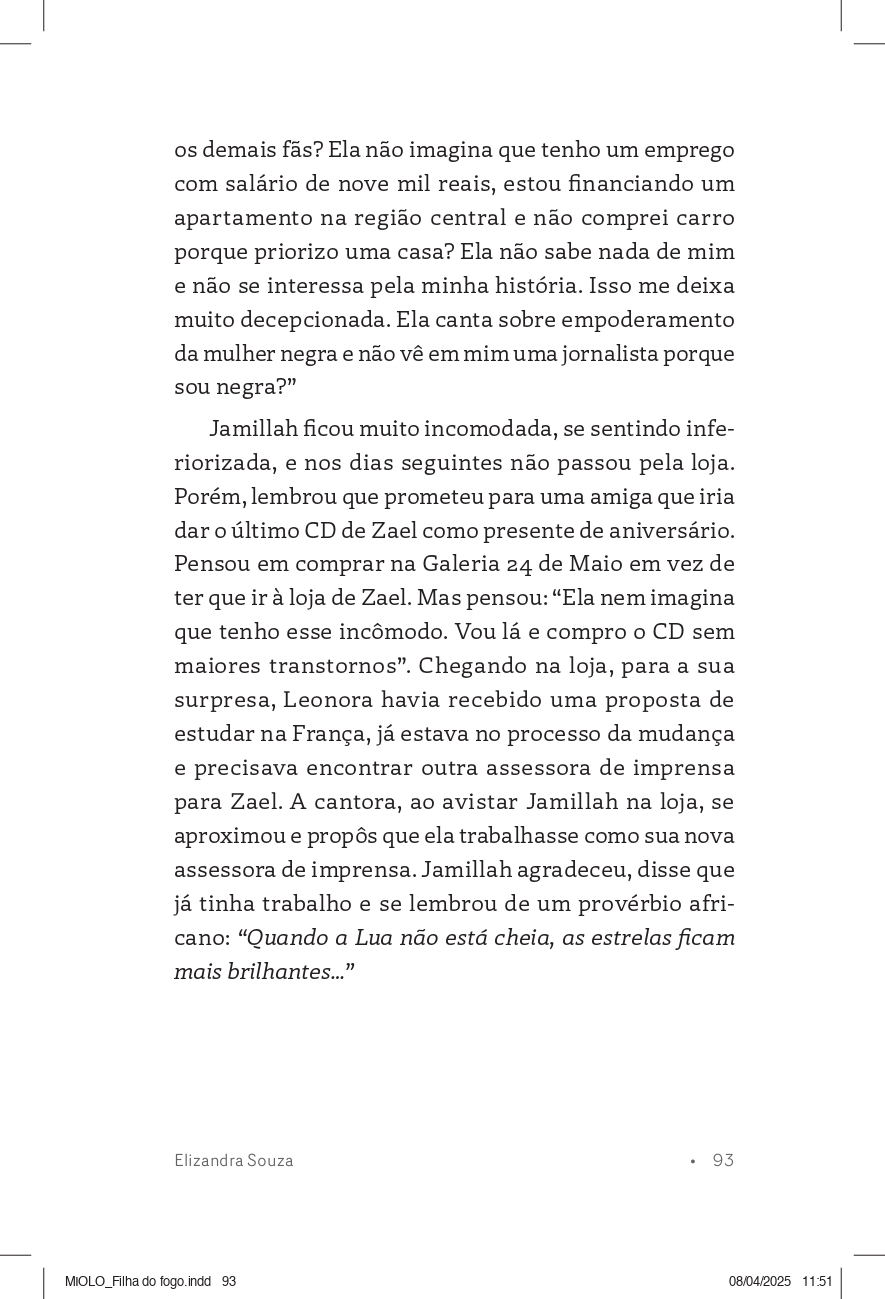 os demais fãs? Ela não imagina que tenho um emprego
com salário de nove mil reais, estou financiando um
apartamento na região central e não comprei carro
porque priorizo uma casa? Ela não sabe nada de mim
e não se interessa pela minha história. Isso me deixa
muito decepcionada. Ela canta sobre empoderamento
da mulher negra e não vê em mim uma jornalista porque
sou negra?”
Jamillah ficou muito incomodada, se sentindo infe-
riorizada, e nos dias seguintes não passou pela loja.
Porém, lembrou que prometeu para uma amiga que iria
dar o último CD de Zael como presente de aniversário.
Pensou em comprar na Galeria 24 de Maio em vez de
ter que ir à loja de Zael. Mas pensou: “Ela nem imagina
que tenho esse incômodo. Vou lá e compro o CD sem
maiores transtornos”. Chegando na loja, para a sua
surpresa, Leonora havia recebido uma proposta de
estudar na França, já estava no processo da mudança
e precisava encontrar outra assessora de imprensa
para Zael. A cantora, ao avistar Jamillah na loja, se
aproximou e propôs que ela trabalhasse como sua nova
assessora de imprensa. Jamillah agradeceu, disse que
já tinha trabalho e se lembrou de um provérbio afri-
cano: “Quando a Lua não está cheia, as estrelas ficam
mais brilhantes...”
Elizandra Souza • 93
MIOLO_Filha do fogo.indd 93 08/04/2025 11:51